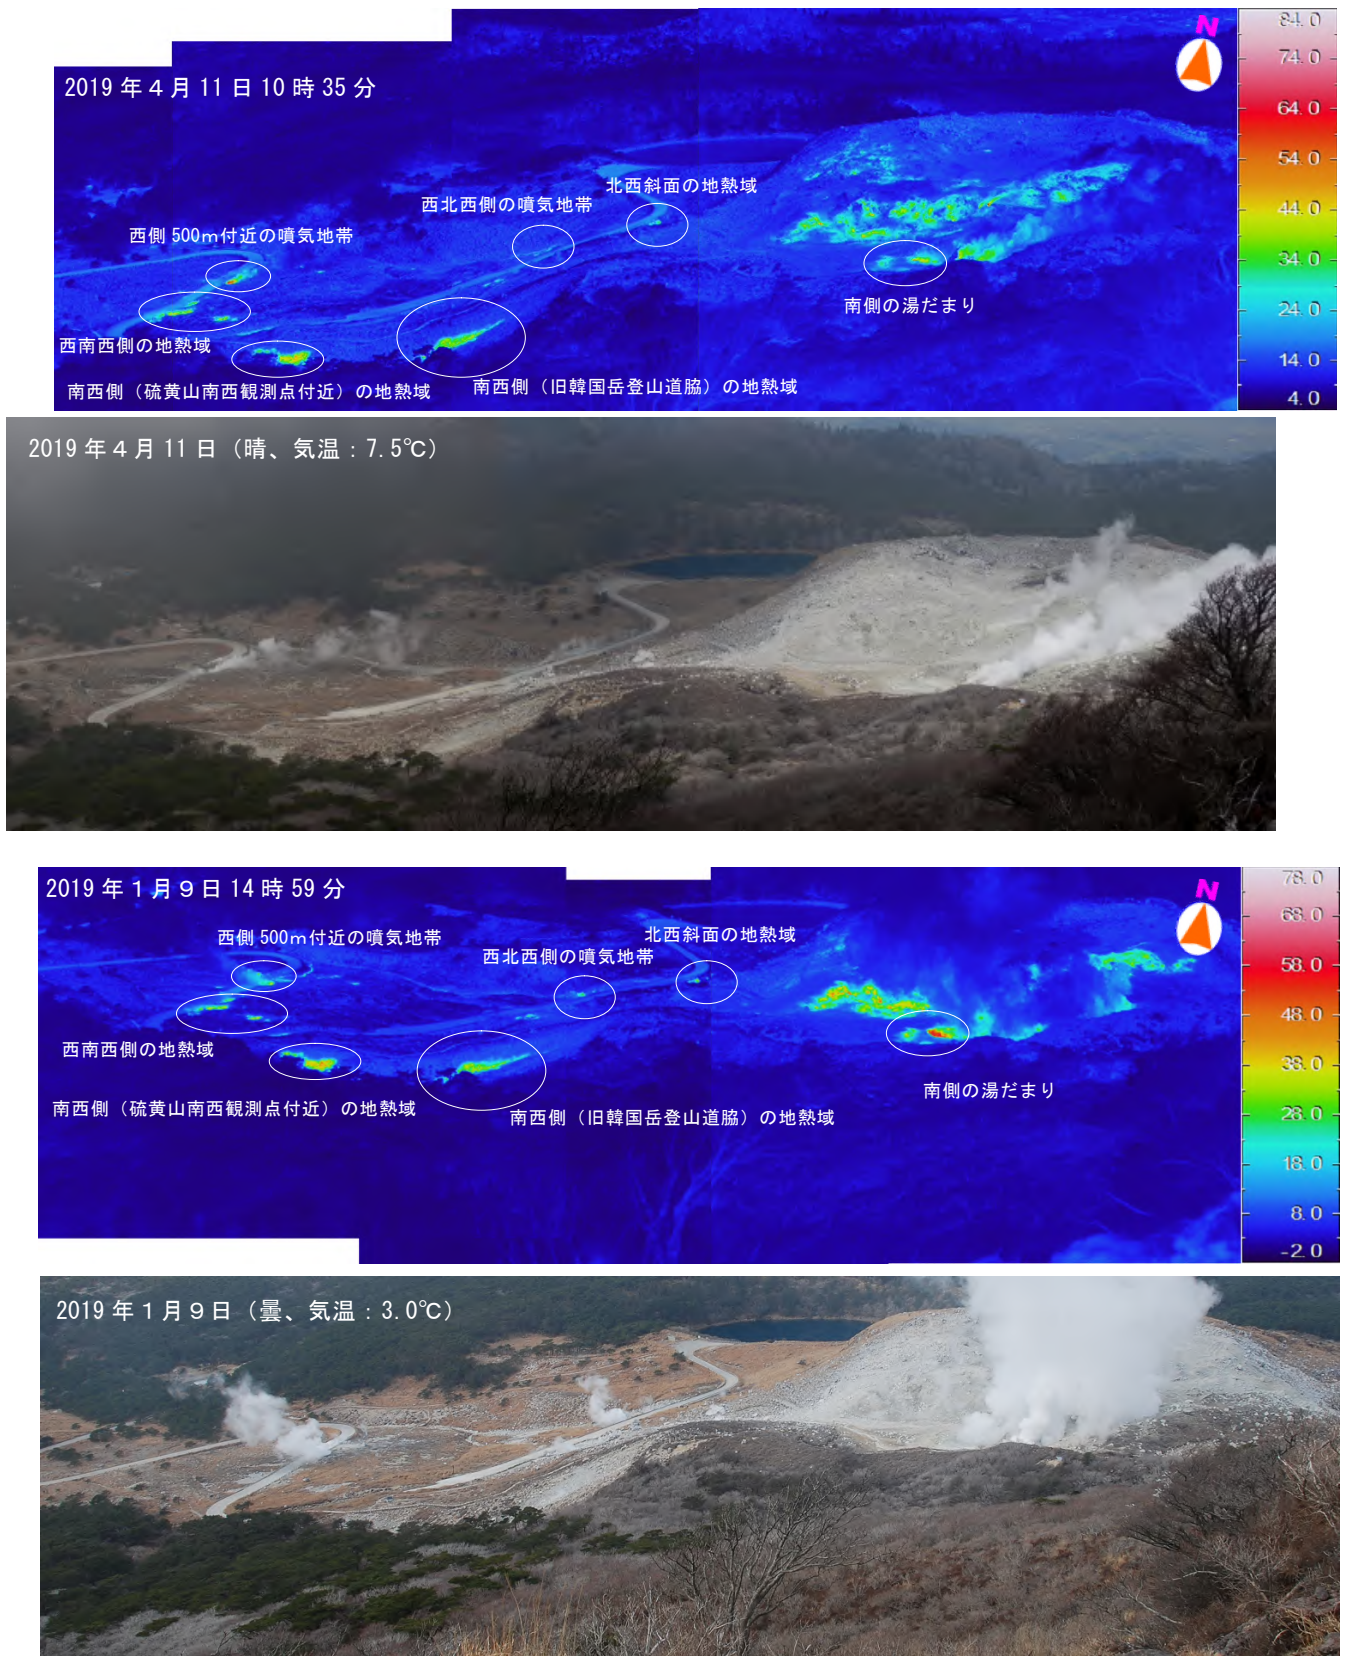 2019年4月11日10時35分
N
84.0
74.0
64.0
54.0
44.0
34.0
24.0
14.0
4.0
北西斜面の地熱域
西北西側の噴気地帯
西側500m付近の噴気地帯
南側の湯だまり
西南西側の地熱域
南西側（硫黄山南西観測点付近）の地熱域
南西側（旧韓国岳登山道脇）の地熱域
2019年4月11日（晴、気温：7.5℃）
2019年1月9日14時59分
N
78.0
68.0
58.0
48.0
38.0
28.0
18.0
8.0
-2.0
西側500m付近の噴気地帯
北西斜面の地熱域
西北西側の噴気地帯
西南西側の地熱域
南側の湯だまり
南西側（硫黄山南西観測点付近）の地熱域
南西側（旧韓国岳登山道脇）の地熱域
2019年1月9日（曇、気温：3.0℃）